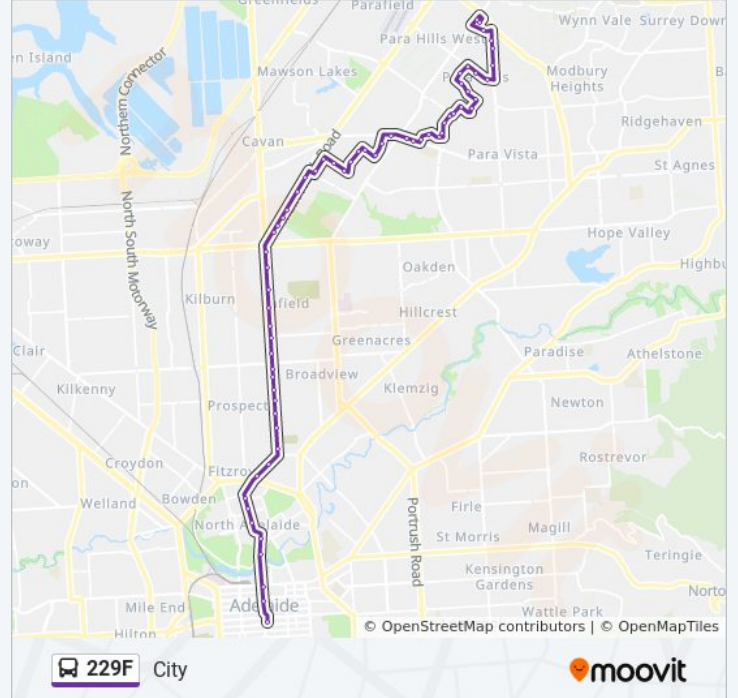 Greenfields
Parafield
Wynn Vale Surrey Down
Para Hills West
en Island
Mawson Lakes
Modbury
Heights
Northern Connector
Ridgehaven
Cavan
Road
Para Vista
St Agnes
North South Motorway
Hope Valley
oway
Oakden
Highbu
Kilburn
nfield
Hillcrest
Greenacres
Clair
Paradise
Athelstone
Broadview
Kilkenny
Klemzig
Newton
Prospect
Croydon
Rostrevor
Fitzroy
on
Bowden
Welland
Portrush Road
Firle
North Adelaide
Magill
St Morris
Teringie
Kensington
Gardens
Norto
Mile End
Adelaide
Wattle Park
Hilton
© OpenStreetMap contributors | © OpenMapTiles
229F City
moovit